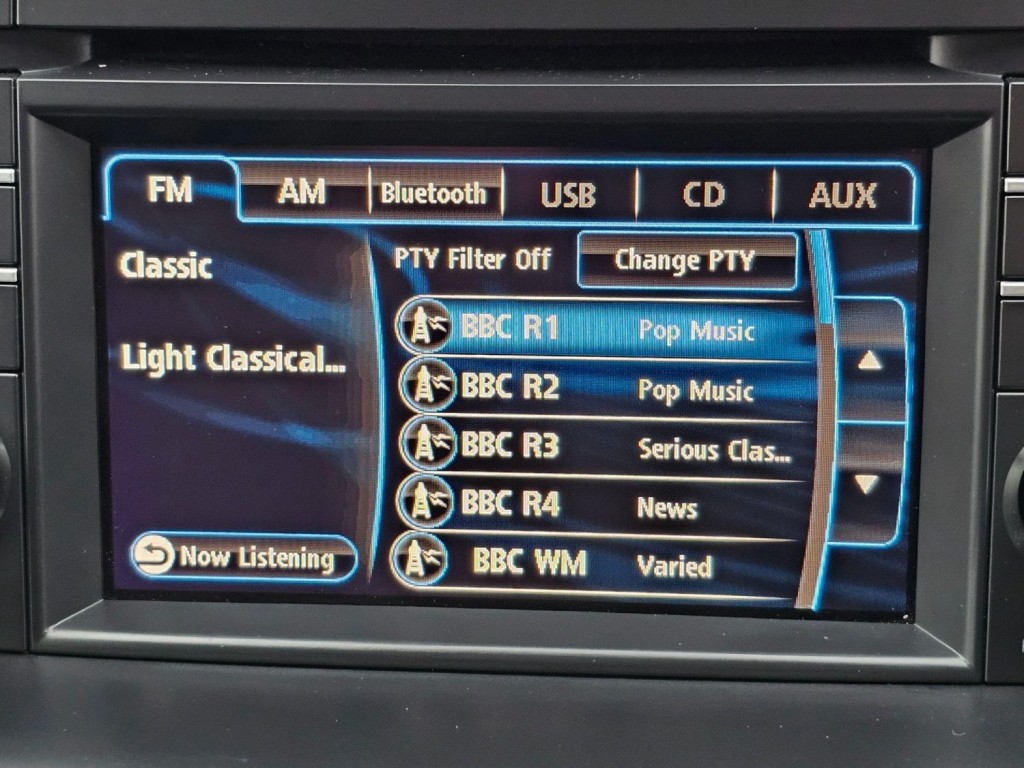 FM AM Bluetooth USB CD AUX
Classic
Light Classical...
Now Listening
PTY Filter Off Change PTY
BBC R1 Pop Music
BBC R2 Pop Music
BBC R3 Serious Clas...
BBC R4 News
BBC WM Varied